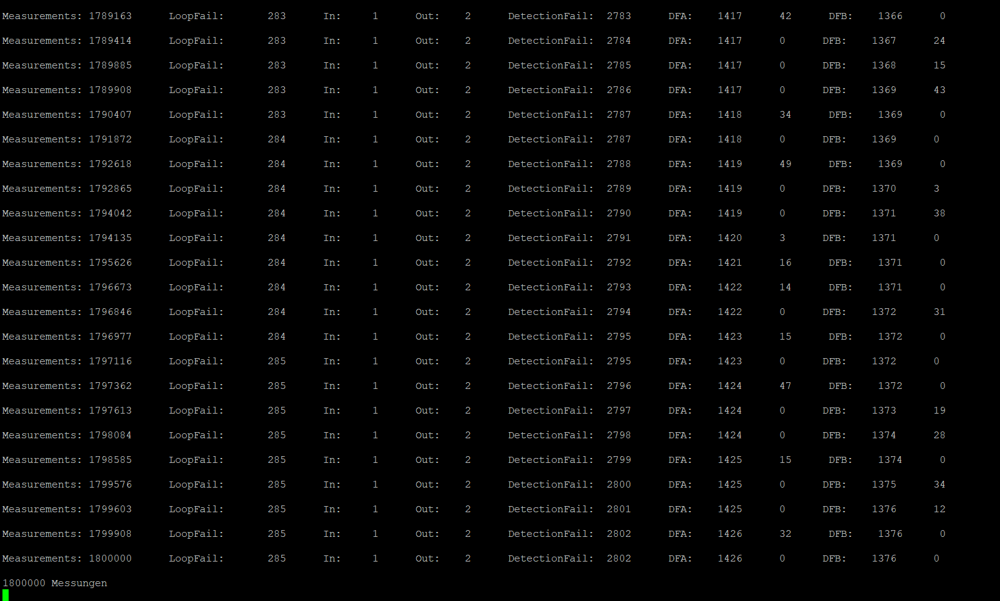 Measurements: 1789163 LoopFail: 283 In: 1 Out: 2 DetectionFail: 2783 DFA: 1417 42 DFB: 1366 0
Measurements: 1789414 LoopFail: 283 In: 1 Out: 2 DetectionFail: 2784 DFA: 1417 0 DFB: 1367 24
Measurements: 1789885 LoopFail: 283 In: 1 Out: 2 DetectionFail: 2785 DFA: 1417 0 DFB: 1368 15
Measurements: 1789908 LoopFail: 283 In: 1 Out: 2 DetectionFail: 2786 DFA: 1417 0 DFB: 1369 43
Measurements: 1790407 LoopFail: 283 In: 1 Out: 2 DetectionFail: 2787 DFA: 1418 34 DFB: 1369 0
Measurements: 1791872 LoopFail: 284 In: 1 Out: 2 DetectionFail: 2787 DFA: 1418 0 DFB: 1369 0
Measurements: 1792618 LoopFail: 284 In: 1 Out: 2 DetectionFail: 2788 DFA: 1419 49 DFB: 1369 0
Measurements: 1792865 LoopFail: 284 In: 1 Out: 2 DetectionFail: 2789 DFA: 1419 0 DFB: 1370 3
Measurements: 1794042 LoopFail: 284 In: 1 Out: 2 DetectionFail: 2790 DFA: 1419 0 DFB: 1371 38
Measurements: 1794135 LoopFail: 284 In: 1 Out: 2 DetectionFail: 2791 DFA: 1420 3 DFB: 1371 0
Measurements: 1795626 LoopFail: 284 In: 1 Out: 2 DetectionFail: 2792 DFA: 1421 16 DFB: 1371 0
Measurements: 1796673 LoopFail: 284 In: 1 Out: 2 DetectionFail: 2793 DFA: 1422 14 DFB: 1371 0
Measurements: 1796846 LoopFail: 284 In: 1 Out: 2 DetectionFail: 2794 DFA: 1422 0 DFB: 1372 31
Measurements: 1796977 LoopFail: 284 In: 1 Out: 2 DetectionFail: 2795 DFA: 1423 15 DFB: 1372 0
Measurements: 1797116 LoopFail: 285 In: 1 Out: 2 DetectionFail: 2795 DFA: 1423 0 DFB: 1372 0
Measurements: 1797362 LoopFail: 285 In: 1 Out: 2 DetectionFail: 2796 DFA: 1424 47 DFB: 1372 0
Measurements: 1797613 LoopFail: 285 In: 1 Out: 2 DetectionFail: 2797 DFA: 1424 0 DFB: 1373 19
Measurements: 1798084 LoopFail: 285 In: 1 Out: 2 DetectionFail: 2798 DFA: 1424 0 DFB: 1374 28
Measurements: 1798585 LoopFail: 285 In: 1 Out: 2 DetectionFail: 2799 DFA: 1425 15 DFB: 1374 0
Measurements: 1799576 LoopFail: 285 In: 1 Out: 2 DetectionFail: 2800 DFA: 1425 0 DFB: 1375 34
Measurements: 1799603 LoopFail: 285 In: 1 Out: 2 DetectionFail: 2801 DFA: 1425 0 DFB: 1376 12
Measurements: 1799908 LoopFail: 285 In: 1 Out: 2 DetectionFail: 2802 DFA: 1426 32 DFB: 1376 0
Measurements: 1800000 LoopFail: 285 In: 1 Out: 2 DetectionFail: 2802 DFA: 1426 0 DFB: 1376 0
1800000 Messungen